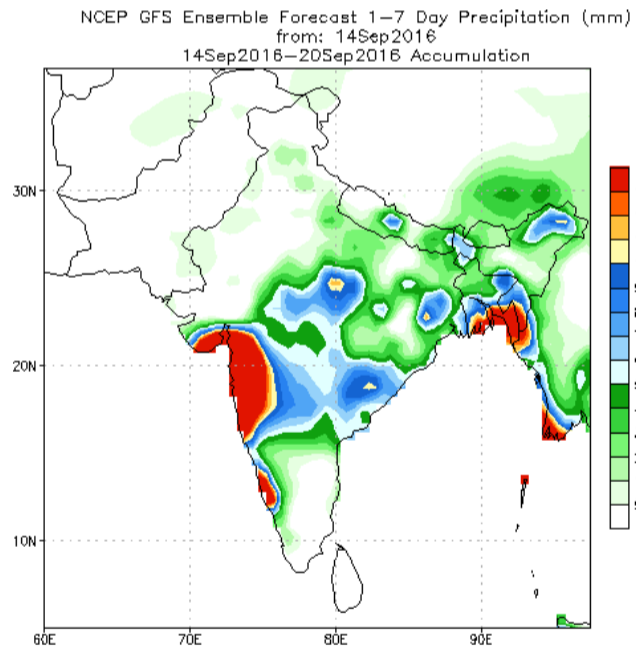 NCEP GFS Ensemble Forecast 1–7 Day Precipitation (mm)
from: 14Sep2016
14Sep2016–20Sep2016 Accumulation
30N
20N
10N
60E
70E
80E
90E